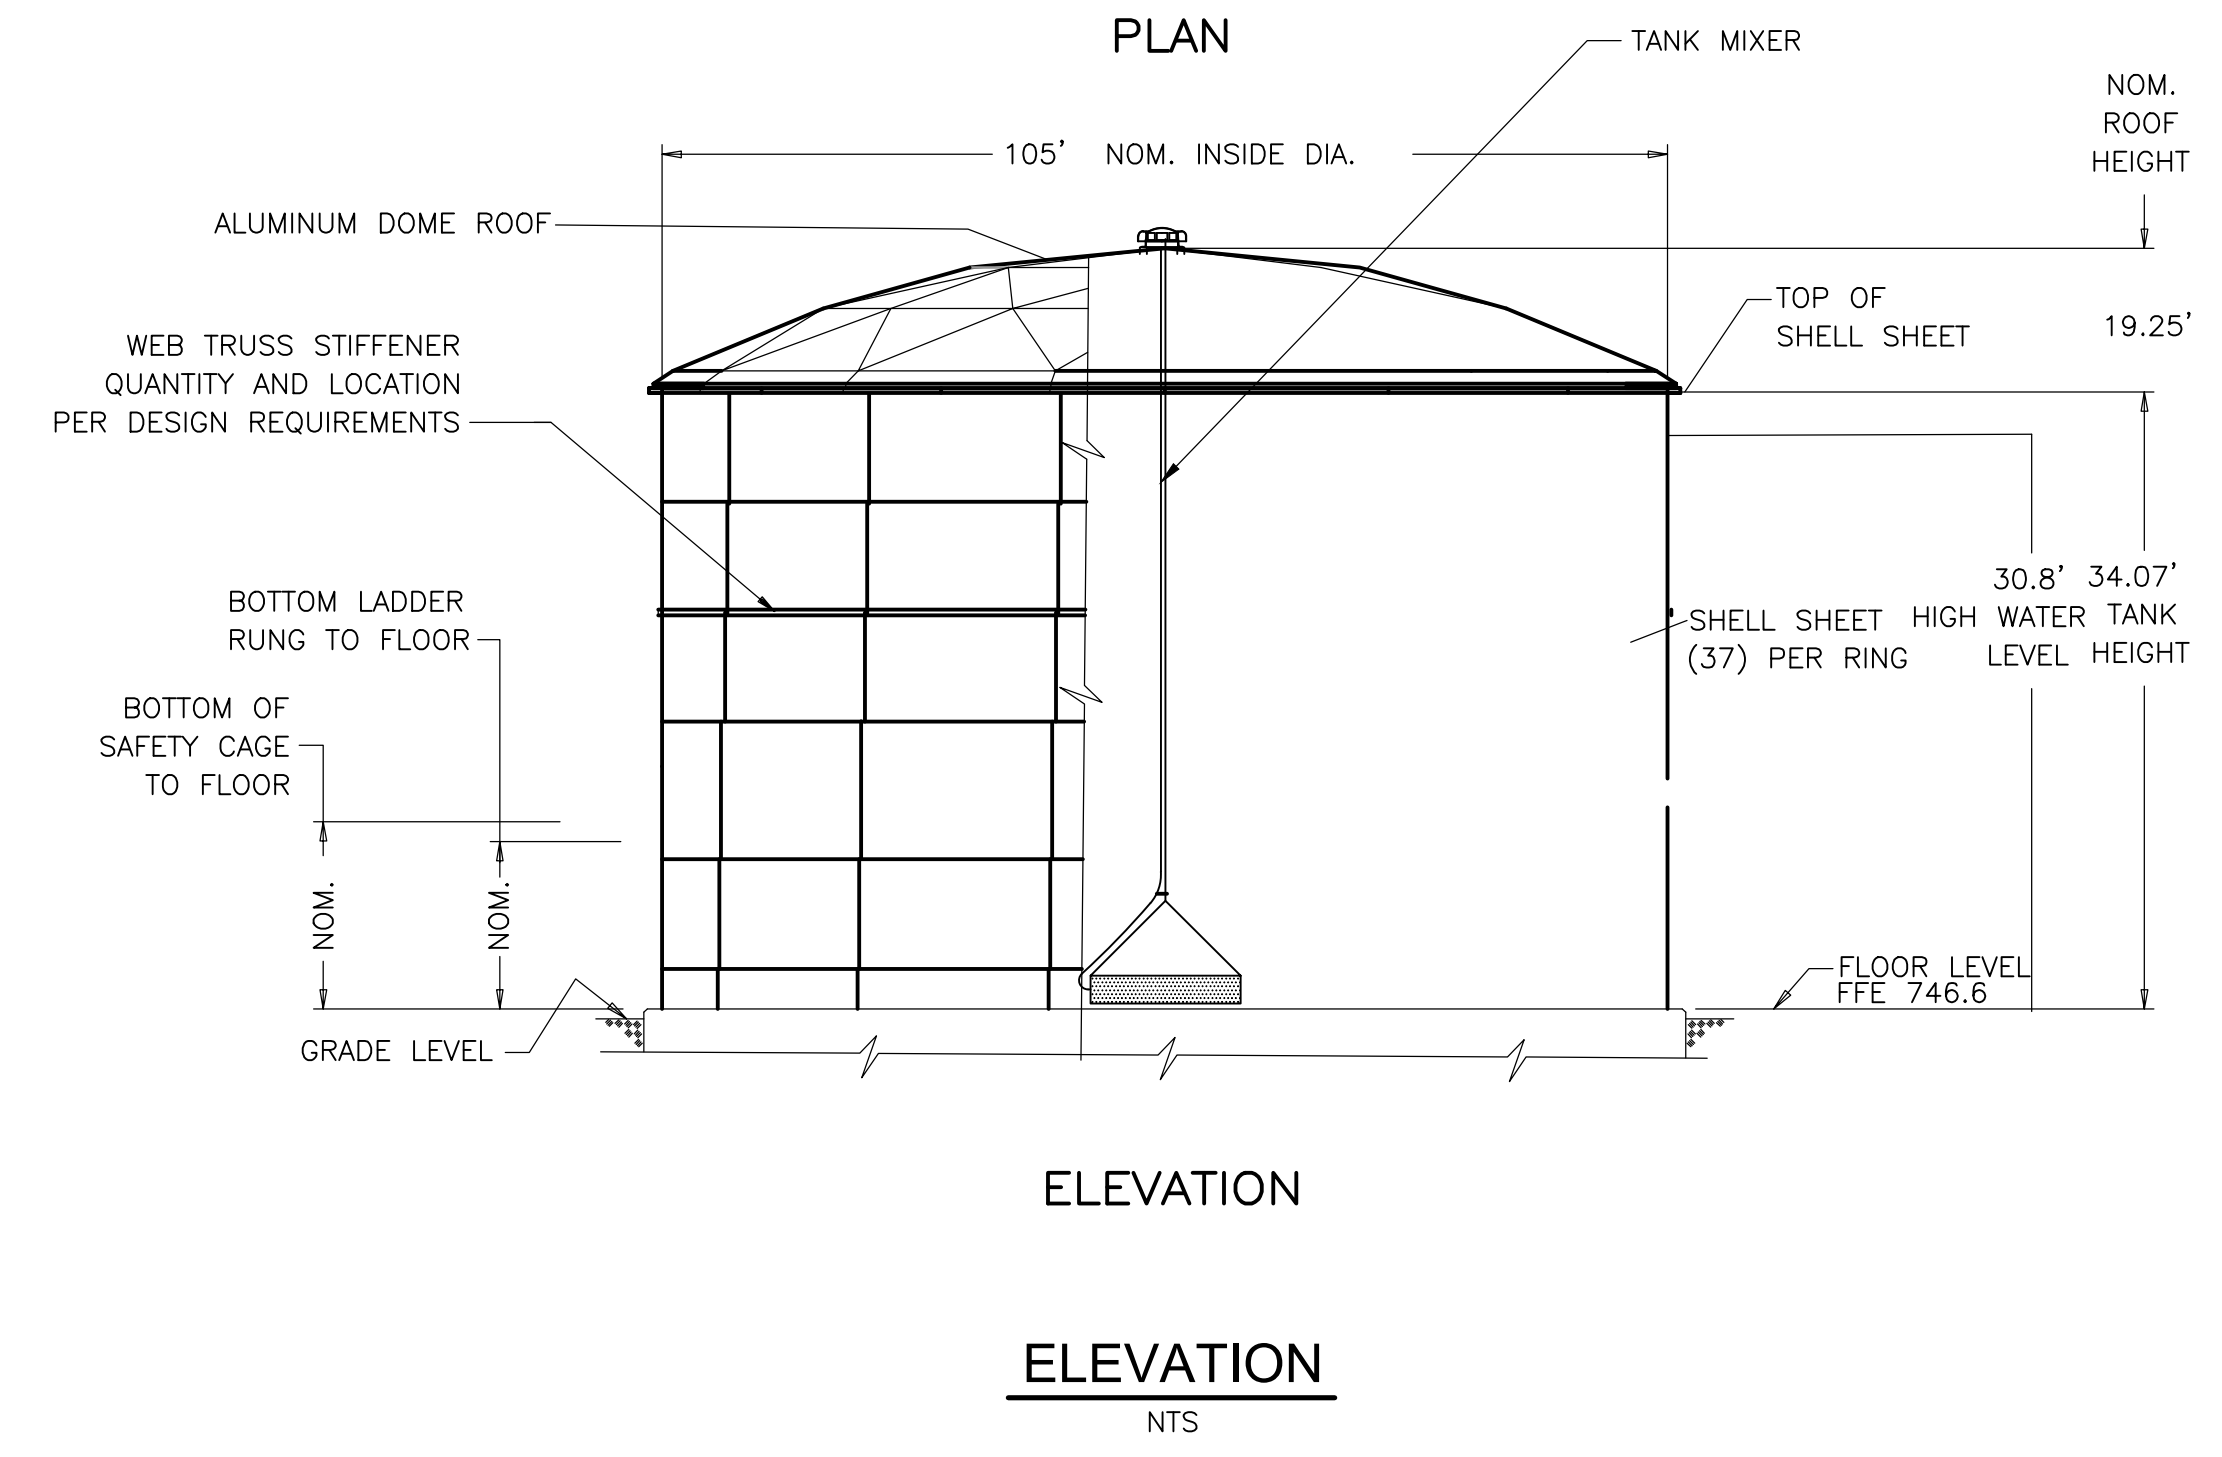 PLAN
TANK MIXER
NOM.
ROOF
HEIGHT
105' NOM. INSIDE DIA.
ALUMINUM DOME ROOF
TOP OF
SHELL SHEET
19.25'
WEB TRUSS STIFFENER
QUANTITY AND LOCATION
PER DESIGN REQUIREMENTS
30.8'
HIGH WATER
LEVEL
34.07'
TANK
HEIGHT
SHELL SHEET
(37) PER RING
BOTTOM LADDER
RUNG TO FLOOR
BOTTOM OF
SAFETY CAGE
TO FLOOR
NOM.
NOM.
FLOOR LEVEL
FFE 746.6
GRADE LEVEL
ELEVATION
ELEVATION
NTS